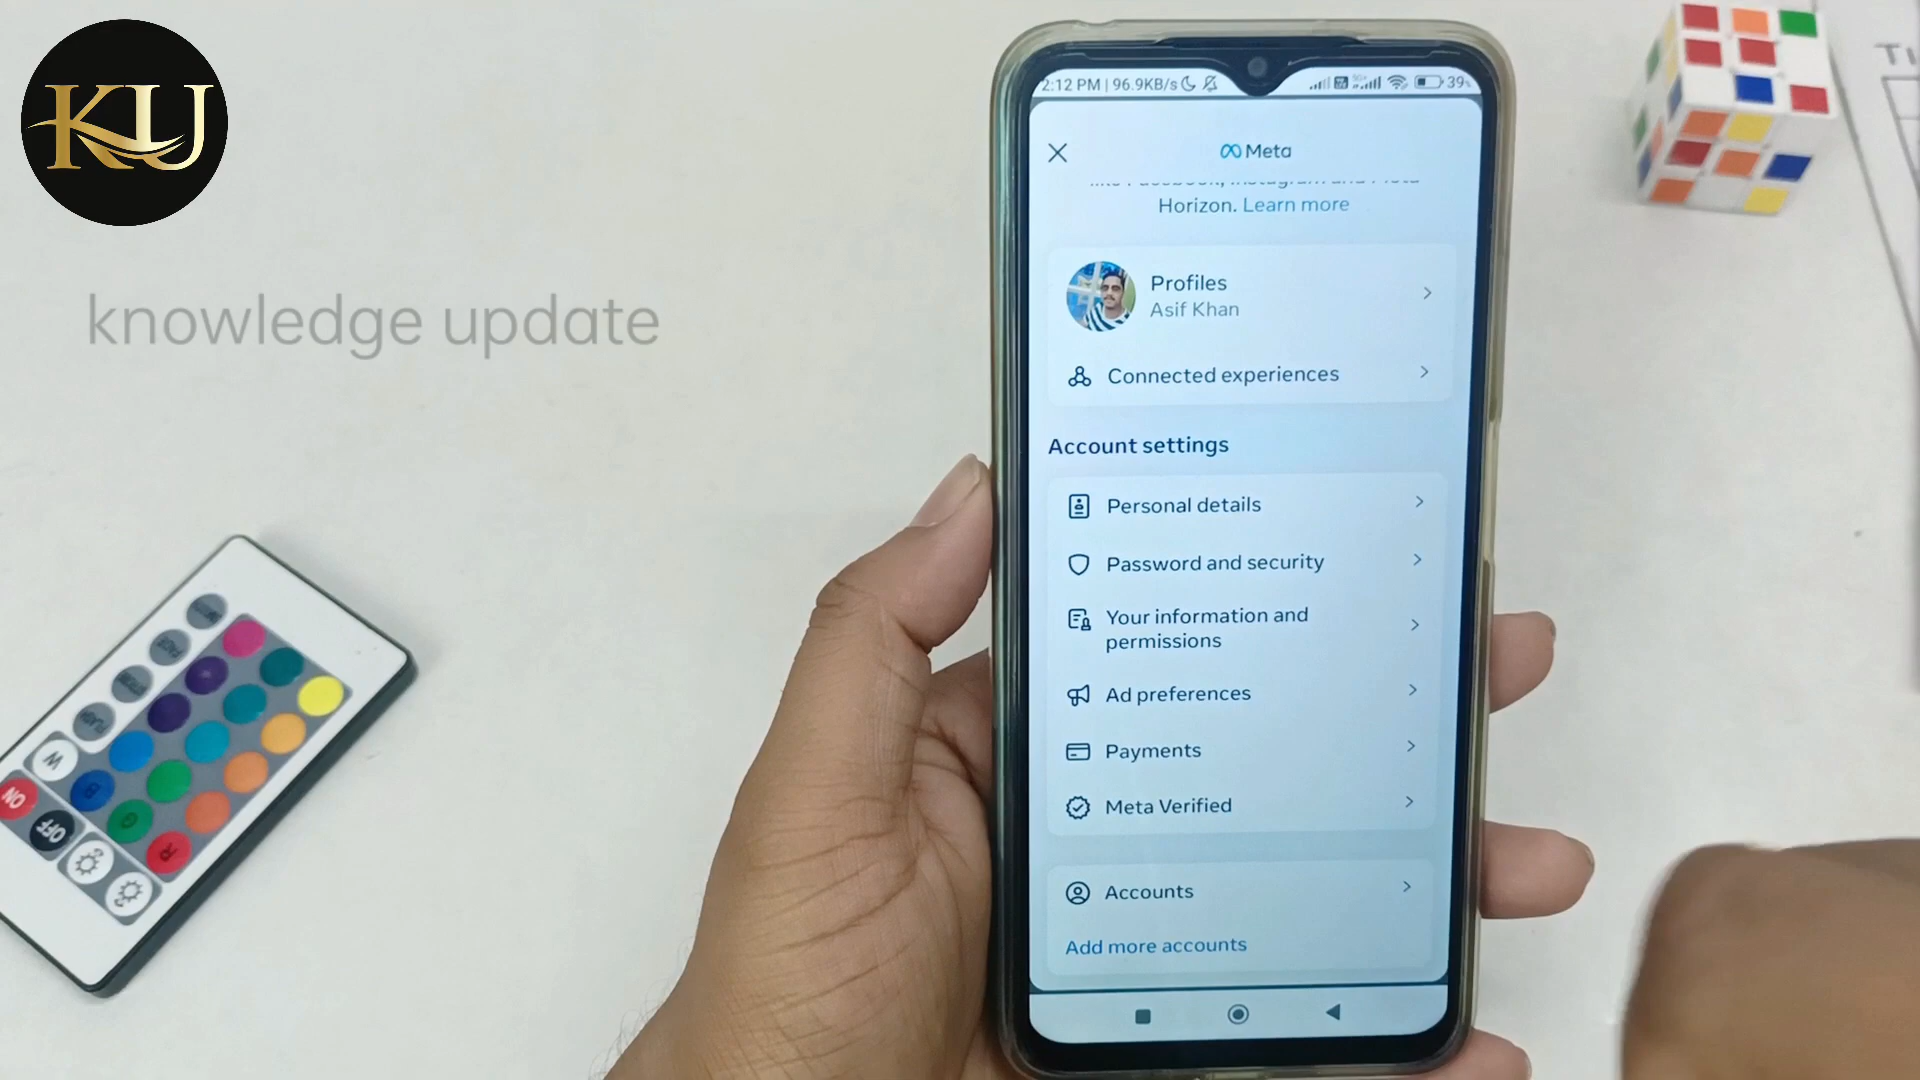 KU
knowledge update
2:12 PM | 96.9KB/s
39
Meta
Horizon. Learn more
Profiles
Asif Khan
Connected experiences
Account settings
Personal details
Password and security
Your information and
permissions
Ad preferences
Payments
Meta Verified
Accounts
Add more accounts
FLASH
W
B
G
R
ON
OFF